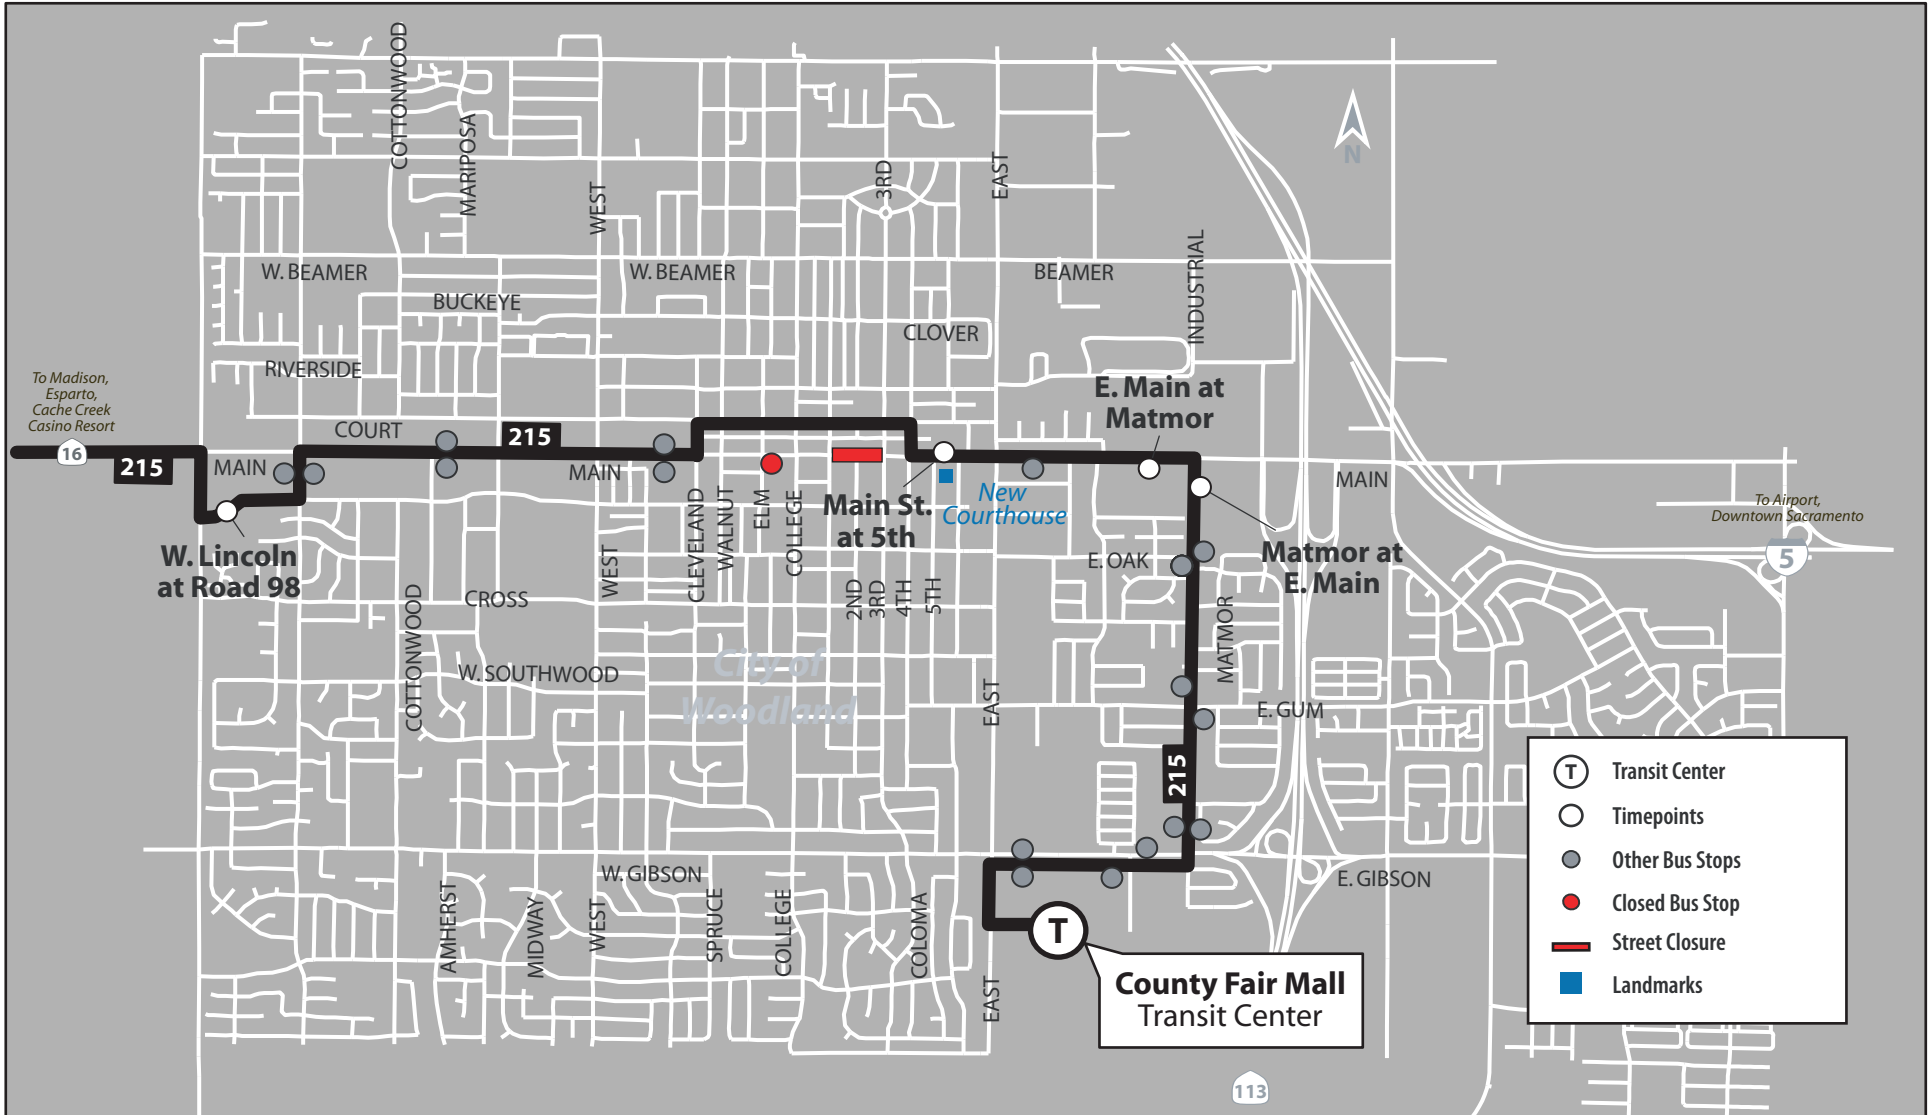 COTTONWOOD
MARIPOSA
WEST
3RD
EAST
N
INDUSTRIAL
W. BEAMER
W. BEAMER
BEAMER
BUCKEYE
CLOVER
RIVERSIDE
To Madison,
Esparto,
Cache Creek
Casino Resort
16
215
COURT
215
MAIN
MAIN
E. Main at
Matmor
MAIN
W. Lincoln
at Road 98
CLEVELAND
WALNUT
ELM
COLLEGE
Main St.
at 5th
New
Courthouse
To Airport,
Downtown Sacramento
5
Matmor at
E. Main
E. OAK
WEST
CROSS
2ND
3RD
4TH
5TH
COTTONWOOD
W. SOUTHWOOD
City of
Woodland
MATMOR
EAST
E. GUM
215
W. GIBSON
E. GIBSON
AMHERST
MIDWAY
WEST
SPRUCE
COLLEGE
COLOMA
EAST
T
County Fair Mall
Transit Center
113
T Transit Center
Timepoints
Other Bus Stops
Closed Bus Stop
Street Closure
Landmarks